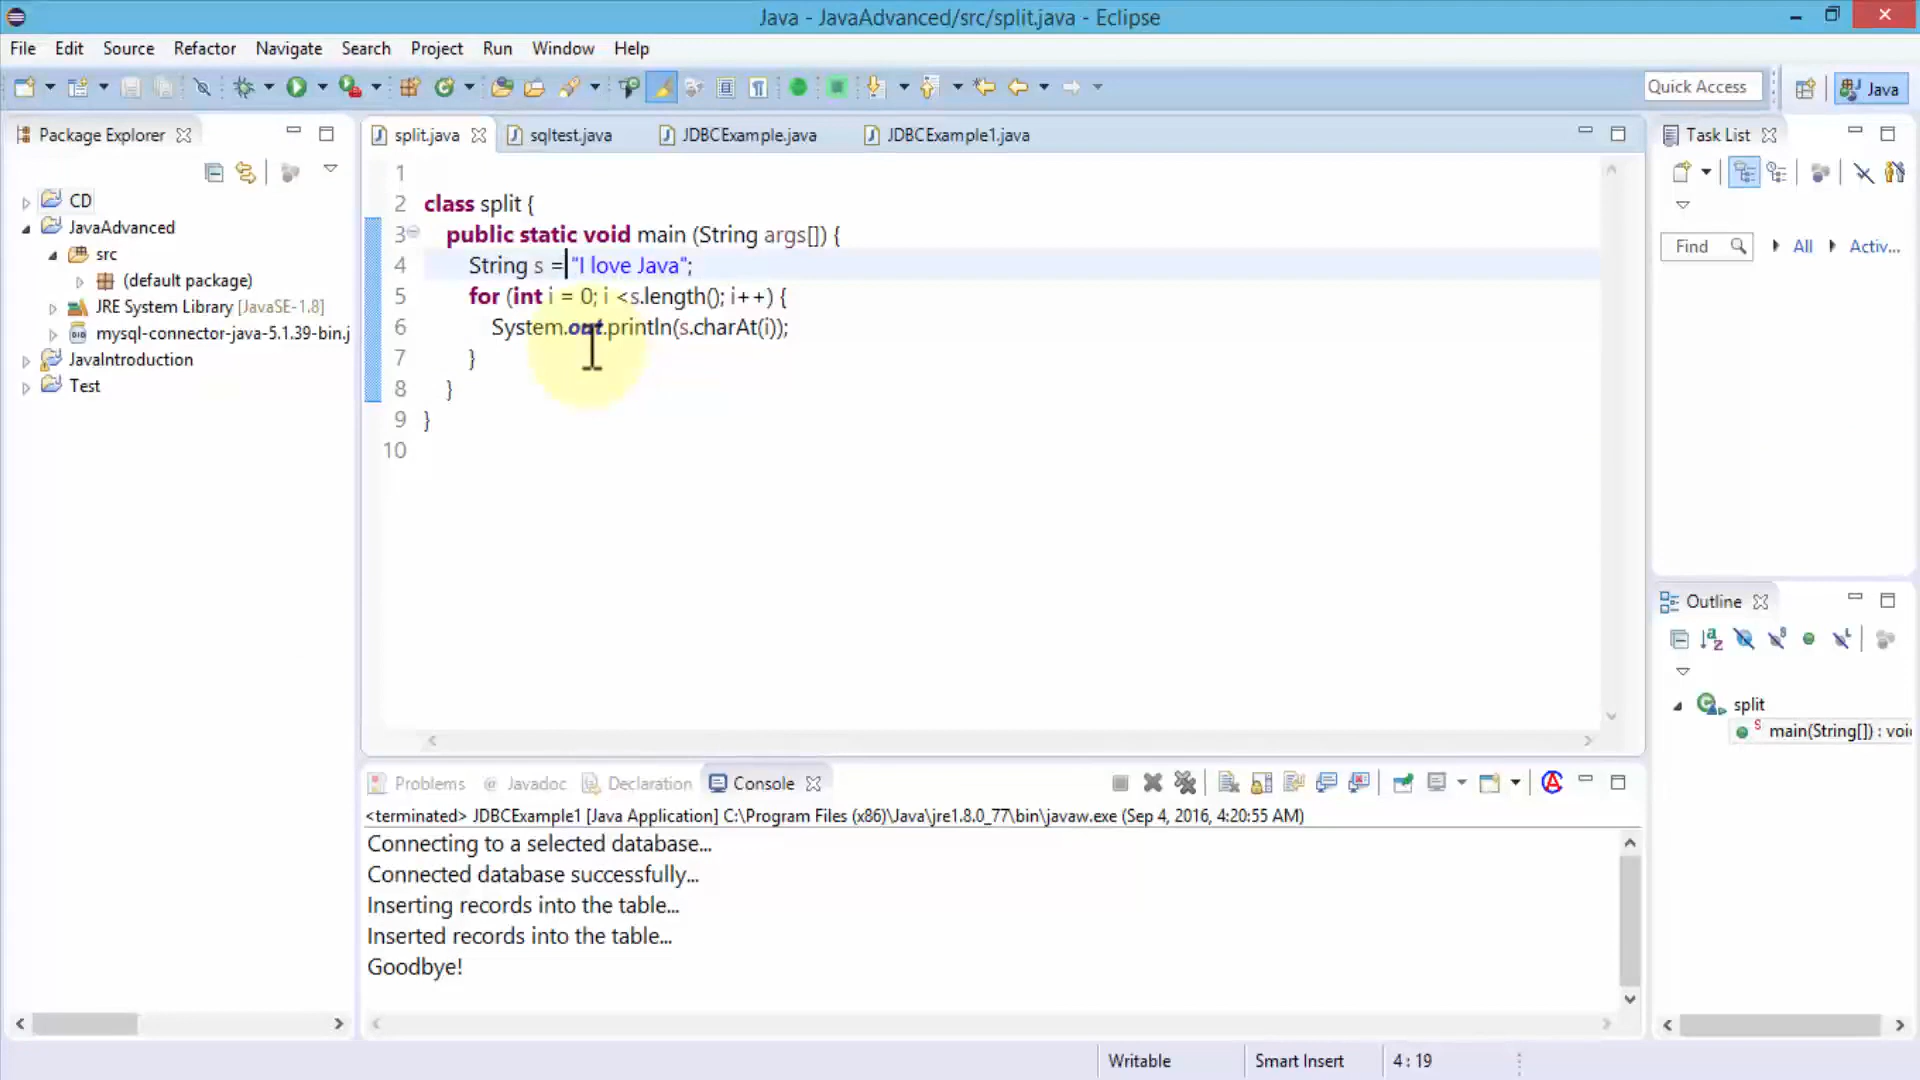 Java - JavaAdvanced/src/split.java - Eclipse
File Edit Source Refactor Navigate Search Project Run Window Help
Quick Access
Java
Package Explorer
CD
JavaAdvanced
src
(default package)
JRE System Library [JavaSE-1.8]
mysql-connector-java-5.1.39-bin.j
JavaIntroduction
Test
split.java sqltest.java JDBCExample.java JDBCExample1.java
1
2 class split {
3 public static void main (String args[]) {
4 String s = "I love Java";
5 for (int i = 0; i <s.length(); i++) {
6 System.out.println(s.charAt(i));
7 }
8 }
9 }
10
Task List
Find All Activ...
Outline
split
main(String[]) : voi
Problems @ Javadoc Declaration Console
<terminated> JDBCExample1 [Java Application] C:\Program Files (x86)\Java\jre1.8.0_77\bin\javaw.exe (Sep 4, 2016, 4:20:55 AM)
Connecting to a selected database...
Connected database successfully...
Inserting records into the table...
Inserted records into the table...
Goodbye!
Writable Smart Insert 4 : 19